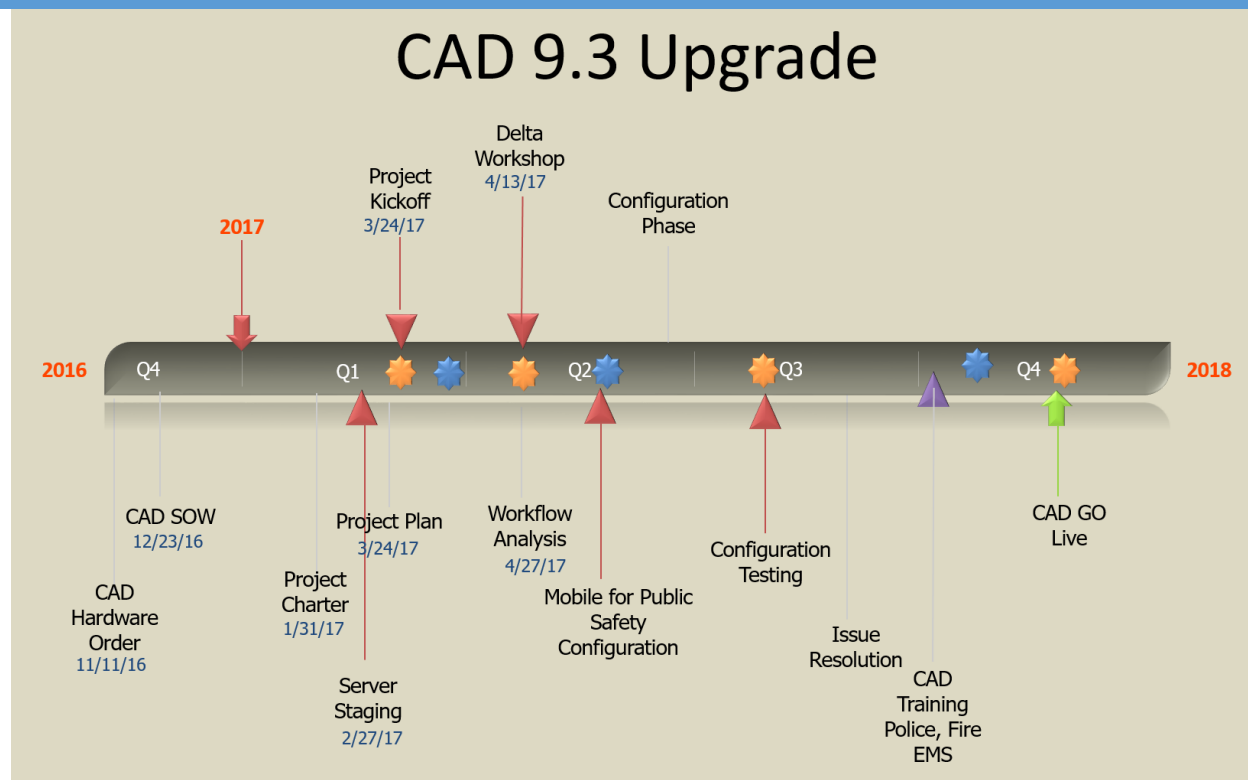 CAD 9.3 Upgrade
Delta
Workshop
4/13/17
Project
Kickoff
3/24/17
Configuration
Phase
2017
2016
Q4
Q1
Q2
Q3
Q4
2018
CAD SOW
12/23/16
Project Plan
3/24/17
Workflow
Analysis
4/27/17
CAD GO
Live
Configuration
Testing
CAD
Hardware
Order
11/11/16
Project
Charter
1/31/17
Mobile for Public
Safety
Configuration
Issue
Resolution
Server
Staging
2/27/17
CAD
Training
Police, Fire
EMS